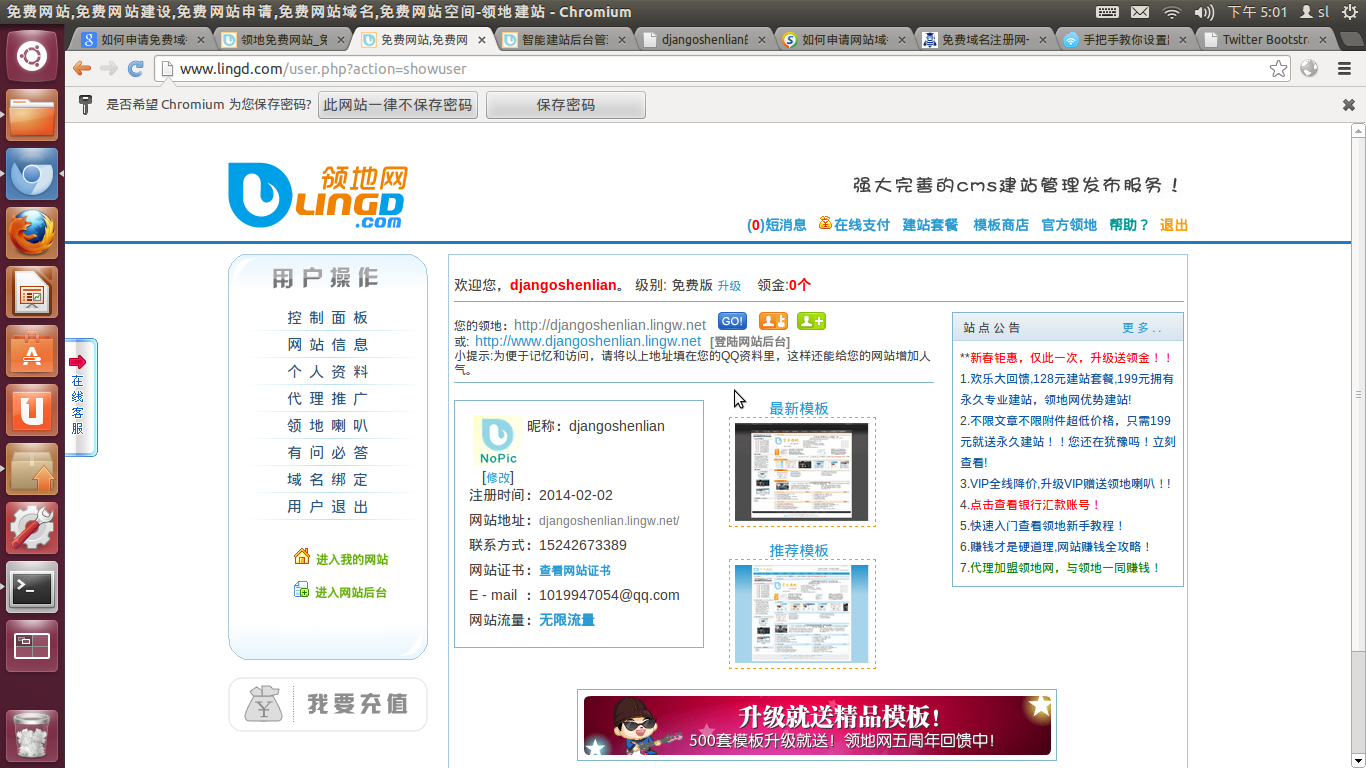 免费网站,免费网站建设,免费网站申请,免费网站域名,免费网站空间-领地建站 - Chromium
下午 5:01
sl
如何申请免费域
领地免费网站_免
免费网站,免费网
智能建站后台管
djangoshenlian的
如何申请网站域
免费域名注册网-
手把手教你设置
Twitter Bootstr
www.lingd.com/user.php?action=showuser
是否希望 Chromium 为您保存密码?
此网站一律不保存密码
保存密码
领地网
LINGD
.com
强大完善的cms建站管理发布服务！
(0)短消息
在线支付
建站套餐
模板商店
官方领地
帮助？
退出
在线客服
用户操作
控制面板
网站信息
个人资料
代理推广
领地喇叭
有问必答
域名绑定
用户退出
进入我的网站
进入网站后台
我要充值
欢迎您，djangoshenlian。 级别: 免费版 升级 领金:0个
您的领地：http://djangoshenlian.lingw.net GO!
或: http://www.djangoshenlian.lingw.net [登陆网站后台]
小提示:为便于记忆和访问，请将以上地址填在您的QQ资料里，这样还能给您的网站增加人
气。
NoPic
昵称：djangoshenlian
[修改]
注册时间：2014-02-02
网站地址：djangoshenlian.lingw.net/
联系方式：15242673389
网站证书：查看网站证书
E - mail ：1019947054@qq.com
网站流量：无限流量
最新模板
推荐模板
站点公告
更多..
**新春钜惠，仅此一次，升级送领金！！
1.欢乐大回馈,128元建站套餐,199元拥有
永久专业建站，领地网优势建站!
2.不限文章不限附件超低价格，只需199
元就送永久建站！！您还在犹豫吗！立刻
查看!
3.VIP全线降价,升级VIP赠送领地喇叭！！
4.点击查看银行汇款账号！
5.快速入门查看领地新手教程！
6.赚钱才是硬道理,网站赚钱全攻略！
7.代理加盟领地网，与领地一同赚钱！
升级就送精品模板!
500套模板升级就送！领地网五周年回馈中!